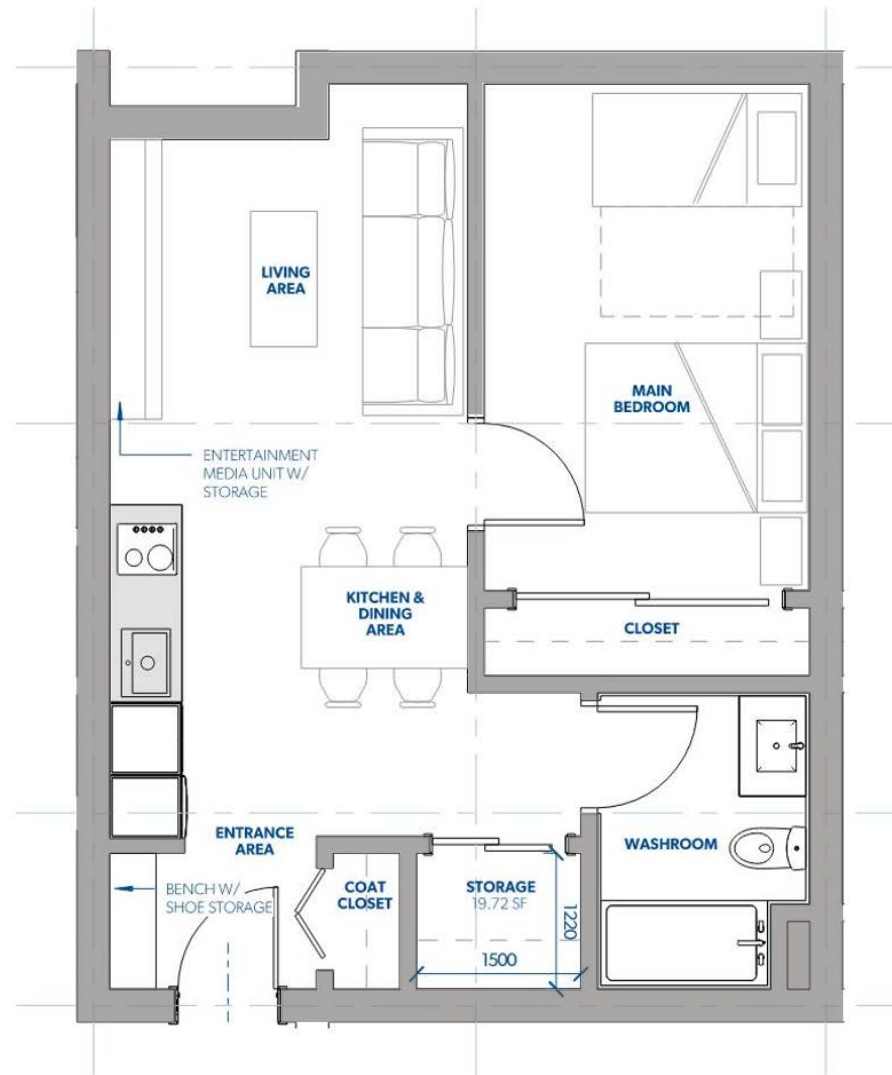 LIVING
AREA
MAIN
BEDROOM
ENTERTAINMENT
MEDIA UNIT W/
STORAGE
KITCHEN &
DINING
AREA
CLOSET
ENTRANCE
AREA
WASHROOM
BENCH W/
SHOE STORAGE
COAT
CLOSET
STORAGE
19.72 SF
1220
1500